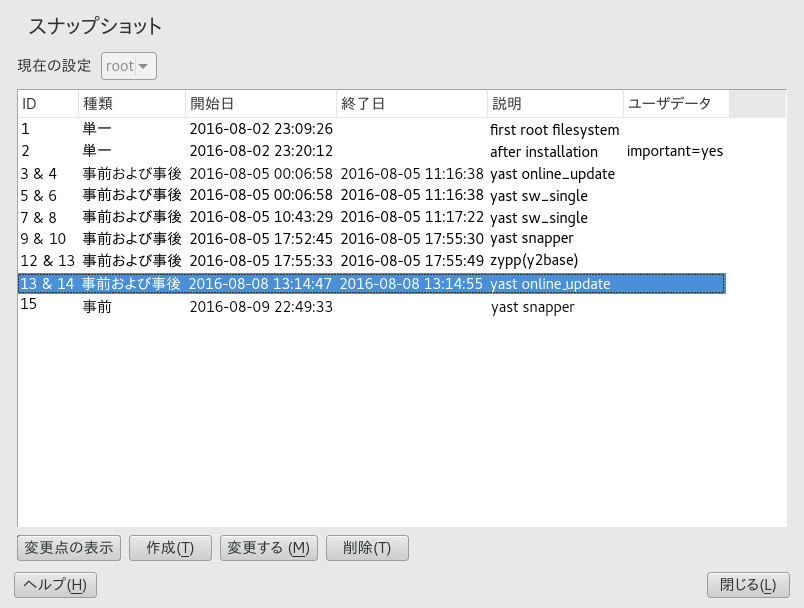 スナップショット
現在の設定 root
ID 種類 開始日 終了日 説明 ユーザデータ
1 単一 2016-08-02 23:09:26 first root filesystem
2 単一 2016-08-02 23:20:12 after installation important=yes
3 & 4 事前および事後 2016-08-05 00:06:58 2016-08-05 11:16:38 yast online_update
5 & 6 事前および事後 2016-08-05 00:06:58 2016-08-05 11:16:38 yast sw_single
7 & 8 事前および事後 2016-08-05 10:43:29 2016-08-05 11:17:22 yast sw_single
9 & 10 事前および事後 2016-08-05 17:52:45 2016-08-05 17:55:30 yast snapper
12 & 13 事前および事後 2016-08-05 17:55:33 2016-08-05 17:55:49 zypp(y2base)
13 & 14 事前および事後 2016-08-08 13:14:47 2016-08-08 13:14:55 yast online_update
15 事前 2016-08-09 22:49:33 yast snapper
変更点の表示 作成(T) 変更する (M) 削除(T)
ヘルプ(H) 閉じる(L)